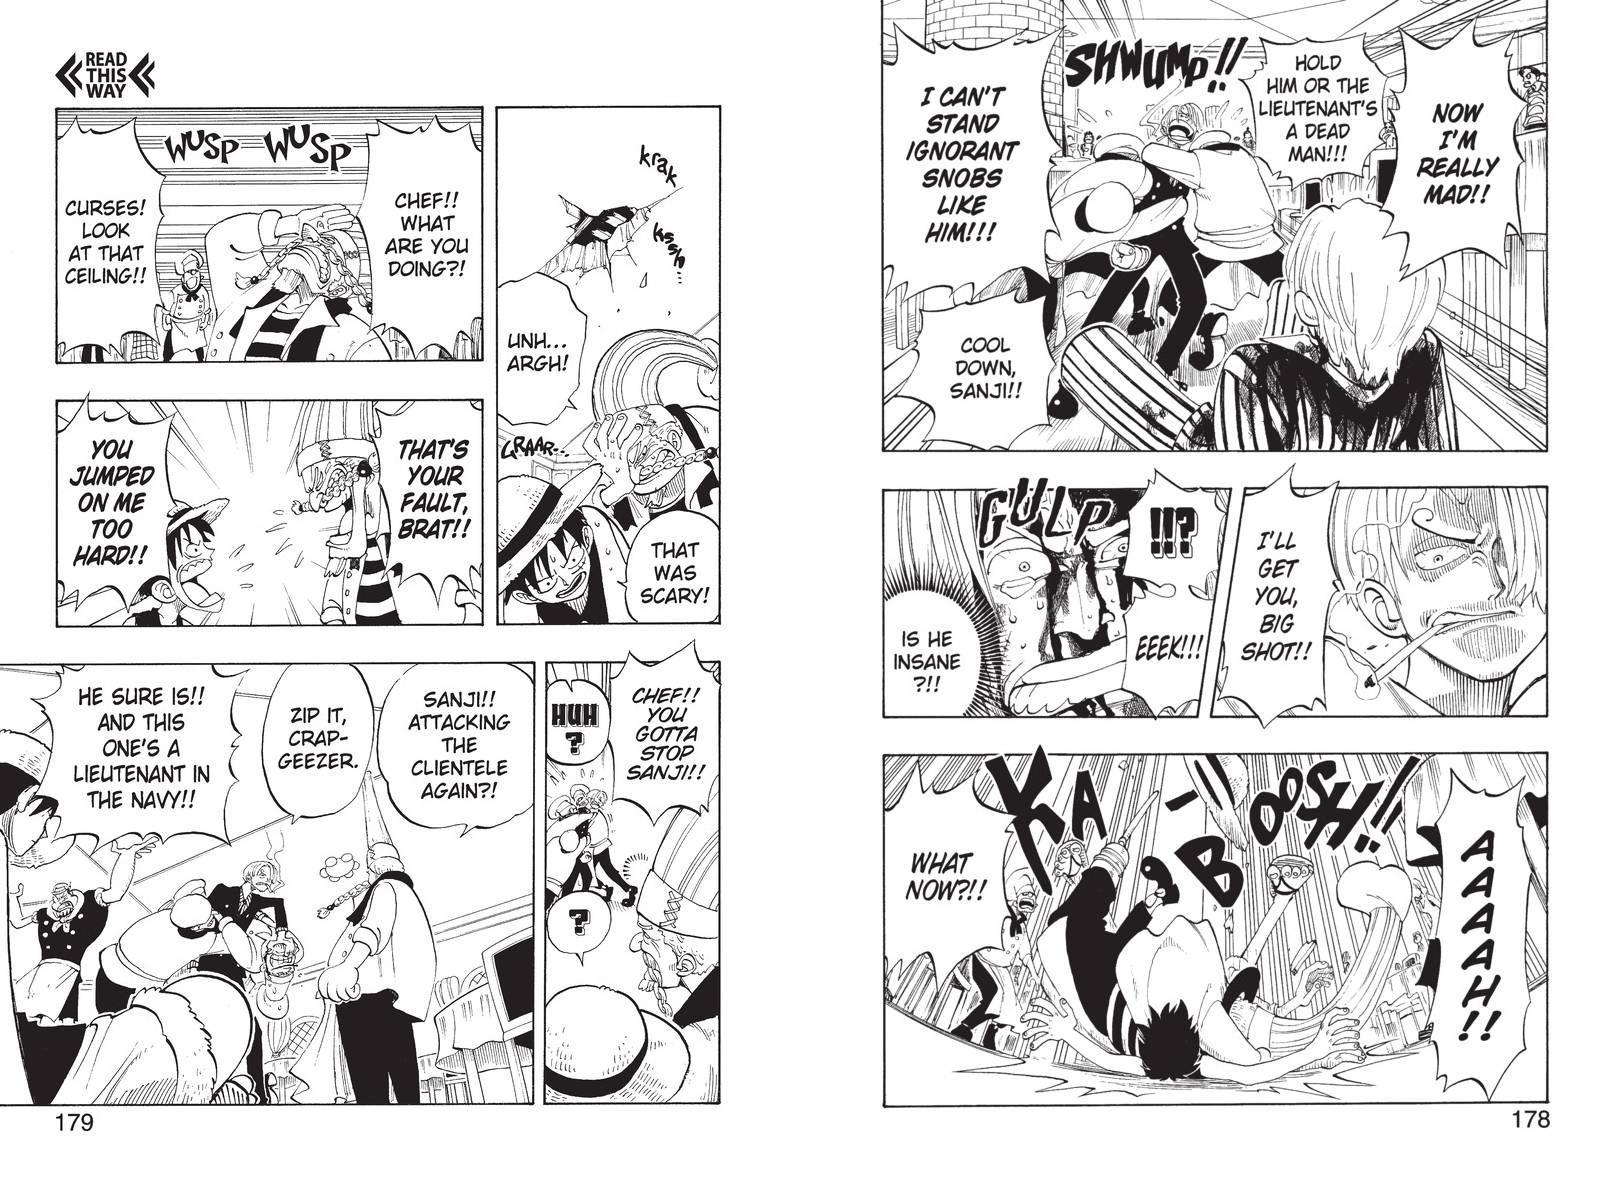 NOW
I'M
REALLY
MAD!!
HOLD
HIM OR THE
LIEUTENANT'S
A DEAD
MAN!!!
SHWUMP!!
I CAN'T
STAND
IGNORANT
SNOBS
LIKE
HIM!!!
COOL
DOWN,
SANJI!!
I'LL
GET
YOU,
BIG
SHOT!!
!!?
GULP
EEEK!!!
IS HE
INSANE
?!!
AAAAH!!
KA-BOOSH!!
WHAT
NOW?!!
178
READ
THIS
WAY
krak
kssh...
UNH...
ARGH!
GRAAR...
THAT
WAS
SCARY!
CHEF!!
WHAT
ARE YOU
DOING?!
WUSP WUSP
CURSES!
LOOK
AT THAT
CEILING!!
THAT'S
YOUR
FAULT,
BRAT!!
YOU
JUMPED
ON ME
TOO
HARD!!
CHEF!!
YOU
GOTTA
STOP
SANJI!!
HUH
?
?
SANJI!!
ATTACKING
THE
CLIENTELE
AGAIN?!
ZIP IT,
CRAP-
GEEZER.
HE SURE IS!!
AND THIS
ONE'S A
LIEUTENANT IN
THE NAVY!!
179